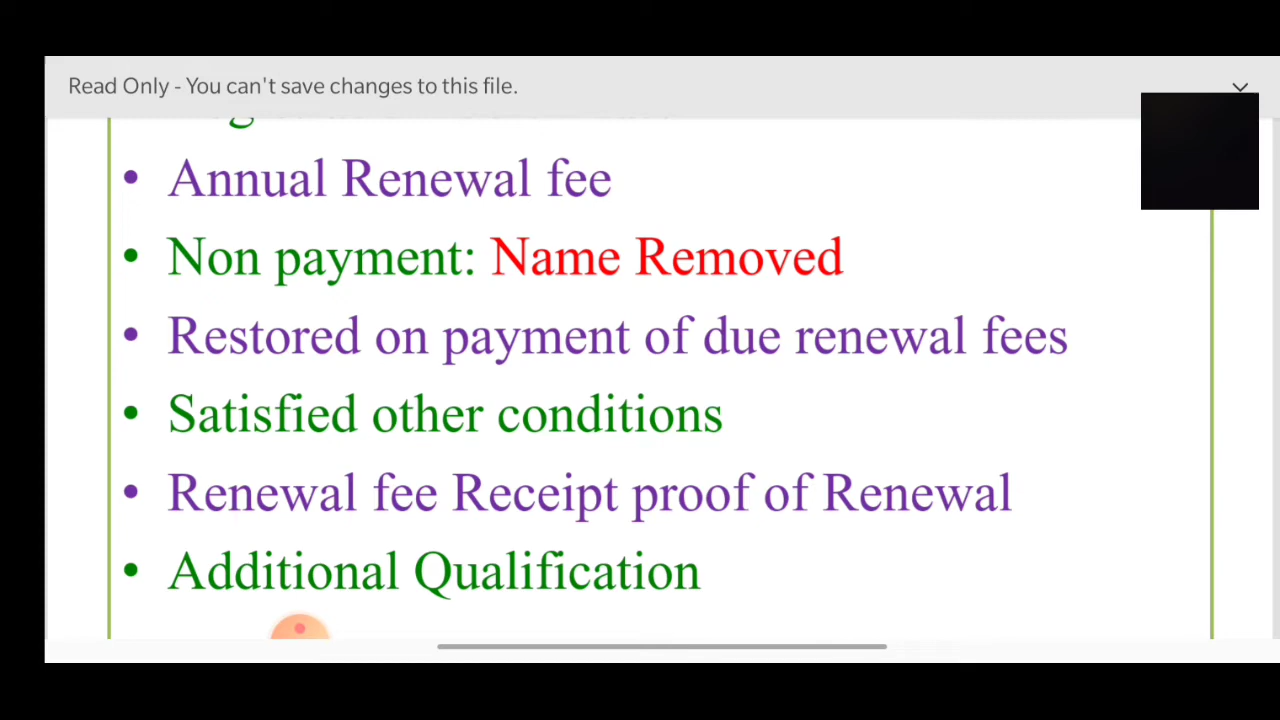 Read Only - You can't save changes to this file.
• Annual Renewal fee
• Non payment: Name Removed
• Restored on payment of due renewal fees
• Satisfied other conditions
• Renewal fee Receipt proof of Renewal
• Additional Qualification